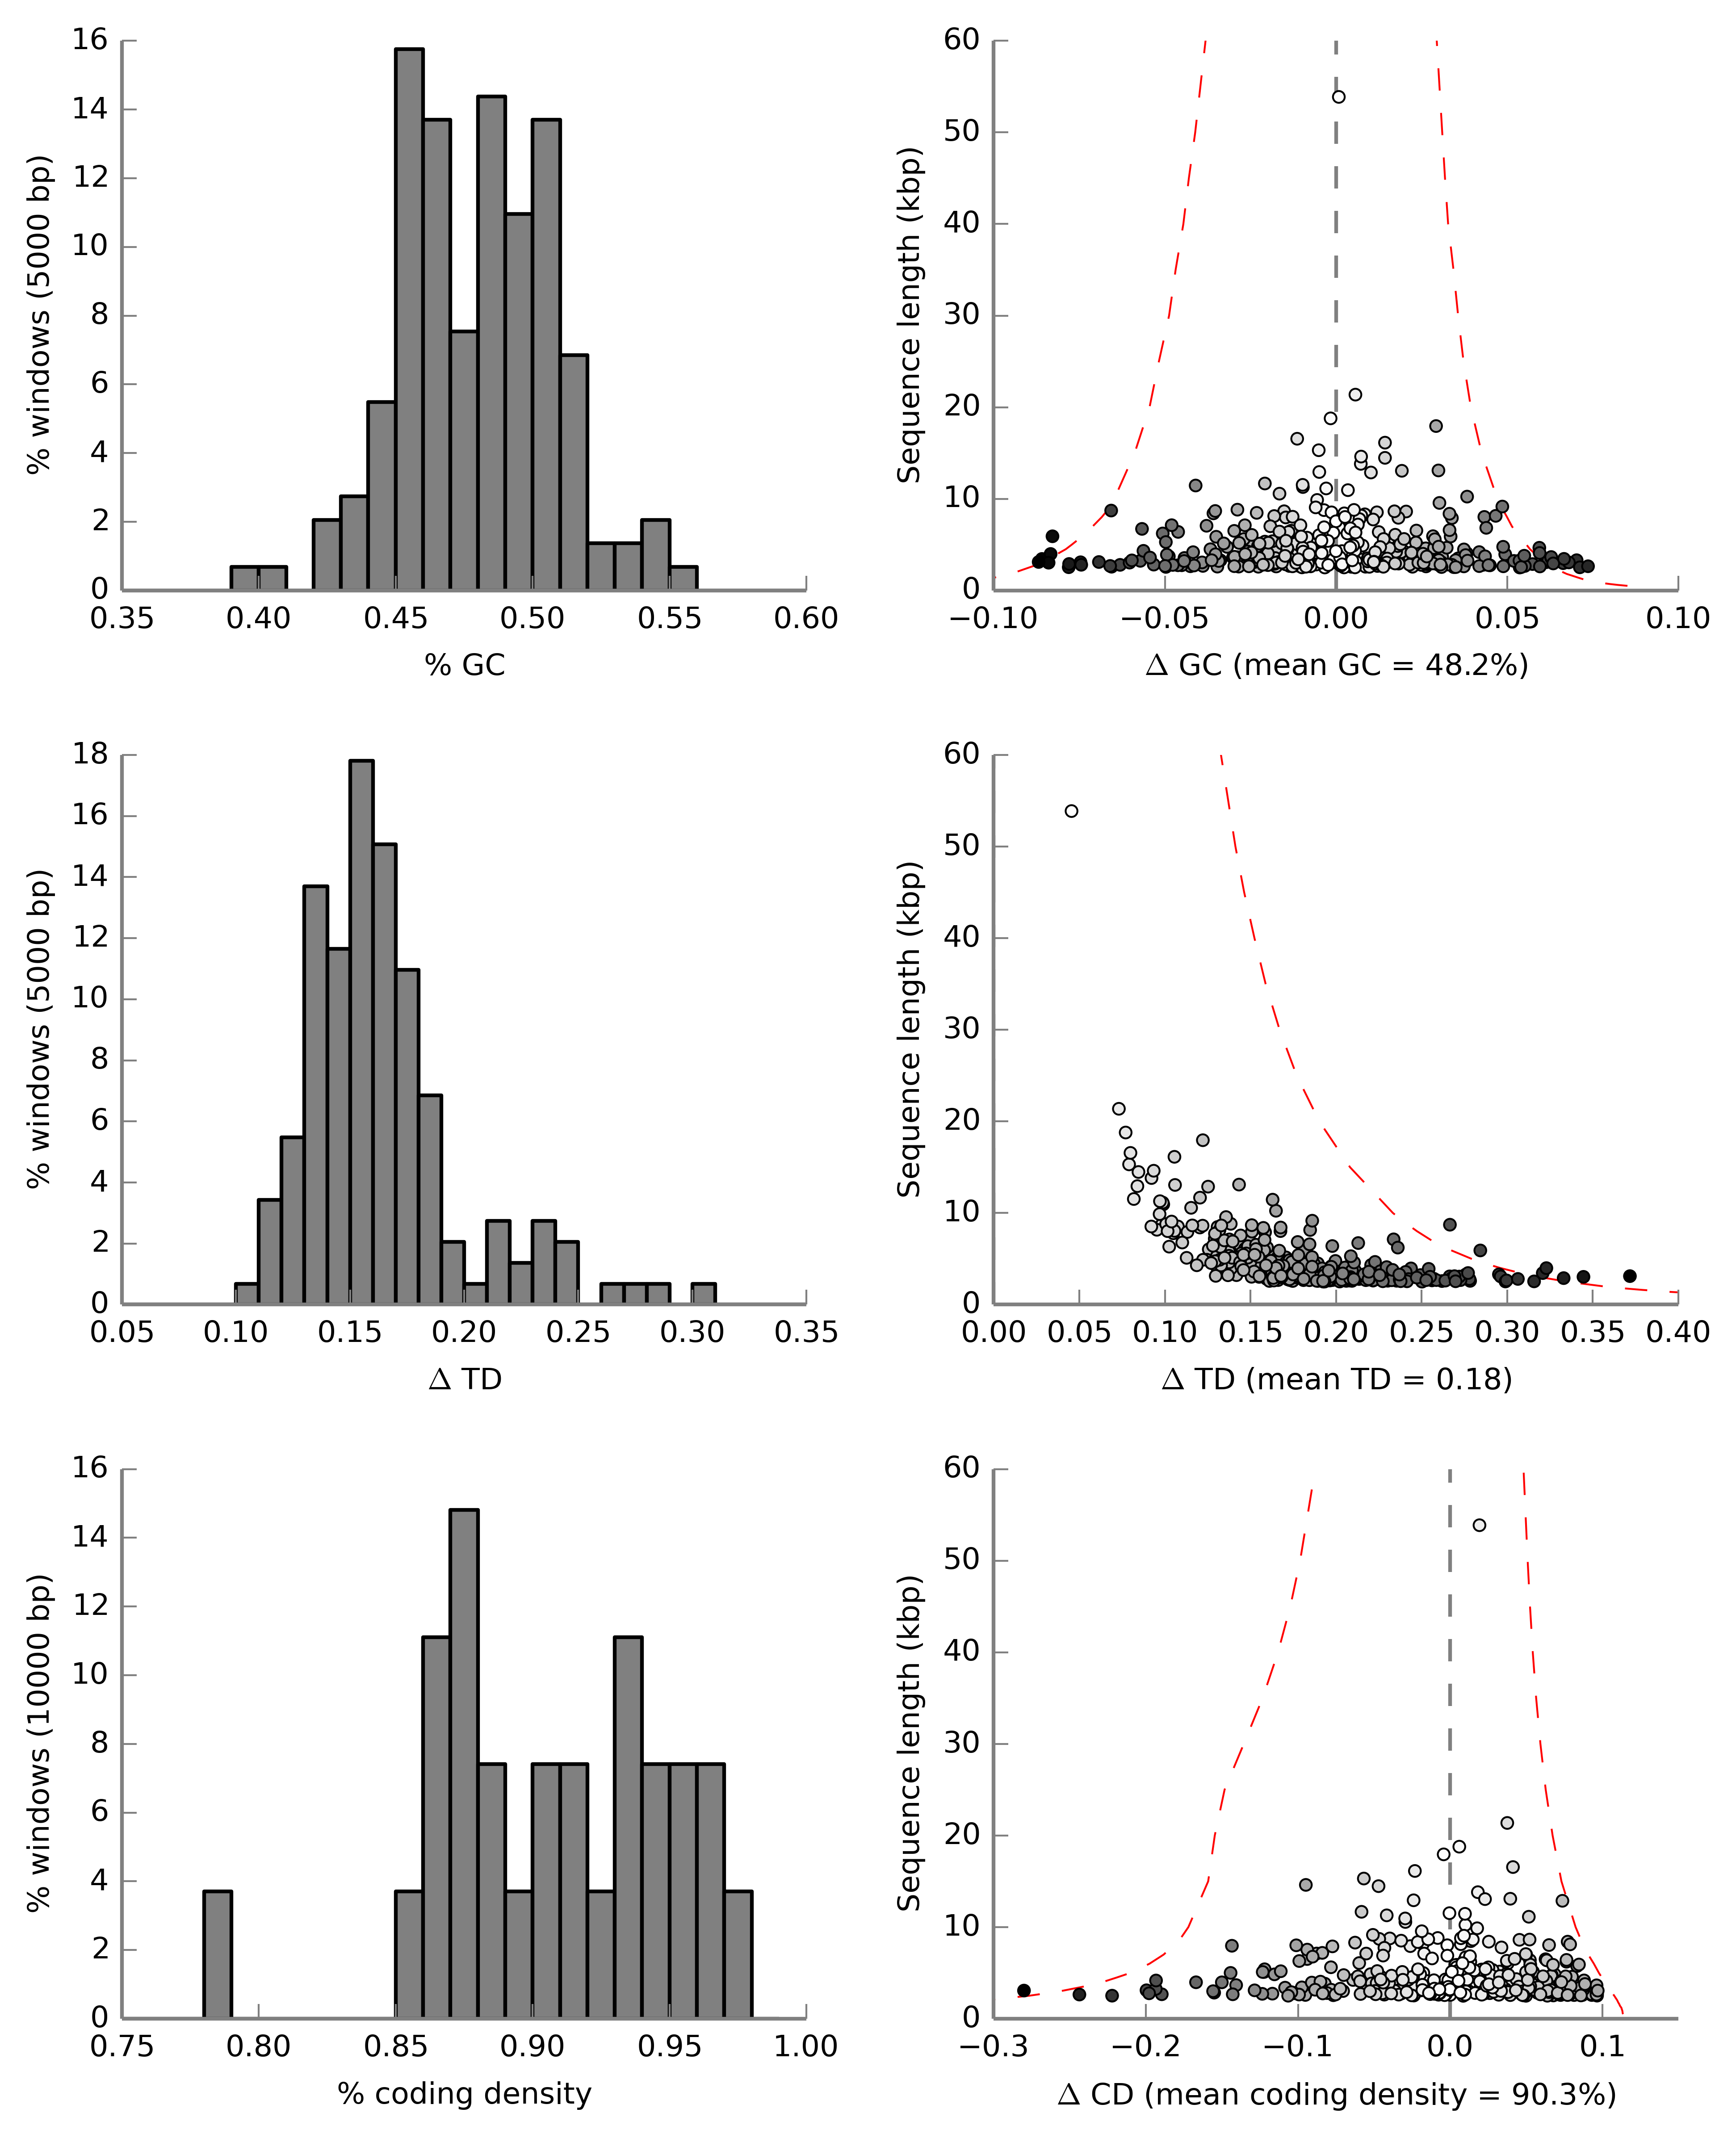 16
14
12
10
8
6
4
2
0
0.35 0.40 0.45 0.50 0.55 0.60
% GC
% windows (5000 bp)
60
50
40
30
20
10
0
−0.10 −0.05 0.00 0.05 0.10
Δ GC (mean GC = 48.2%)
Sequence length (kbp)
18
16
14
12
10
8
6
4
2
0
0.05 0.10 0.15 0.20 0.25 0.30 0.35
Δ TD
% windows (5000 bp)
60
50
40
30
20
10
0
0.00 0.05 0.10 0.15 0.20 0.25 0.30 0.35 0.40
Δ TD (mean TD = 0.18)
Sequence length (kbp)
16
14
12
10
8
6
4
2
0
0.75 0.80 0.85 0.90 0.95 1.00
% coding density
% windows (10000 bp)
60
50
40
30
20
10
0
−0.3 −0.2 −0.1 0.0 0.1
Δ CD (mean coding density = 90.3%)
Sequence length (kbp)